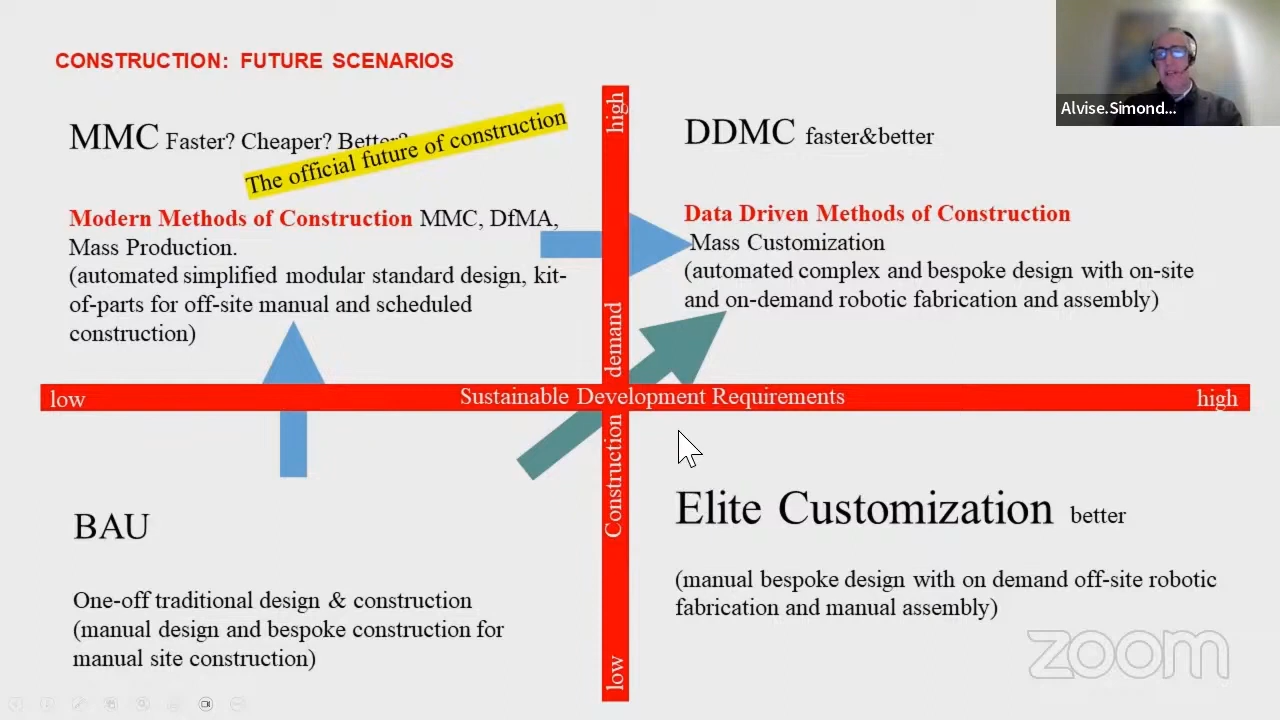 CONSTRUCTION: FUTURE SCENARIOS
Alvise.Simond...
MMC Faster? Cheaper? Better?
The official future of construction
Modern Methods of Construction MMC, DfMA,
Mass Production.
(automated simplified modular standard design, kit-
of-parts for off-site manual and scheduled
construction)
DDMC faster&better
Data Driven Methods of Construction
Mass Customization
(automated complex and bespoke design with on-site
and on-demand robotic fabrication and assembly)
high
Construction demand
low
low
Sustainable Development Requirements
high
BAU
One-off traditional design & construction
(manual design and bespoke construction for
manual site construction)
Elite Customization better
(manual bespoke design with on demand off-site robotic
fabrication and manual assembly)
zoom